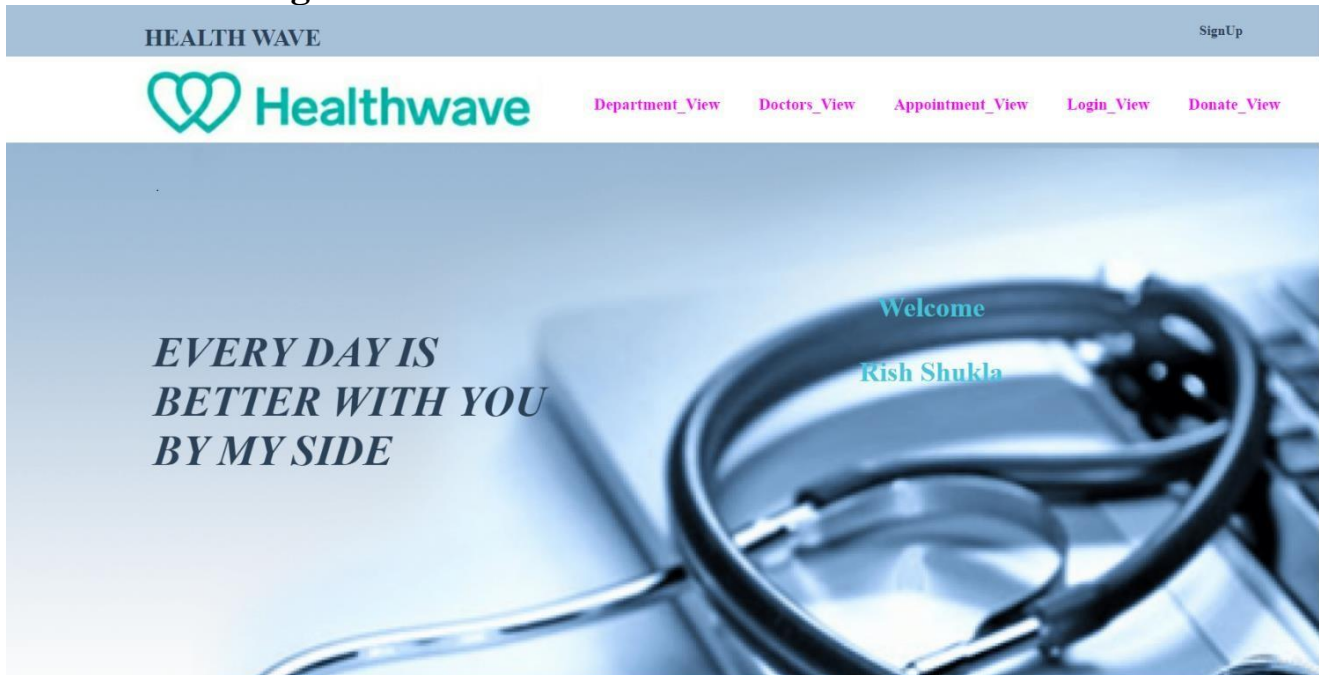 HEALTH WAVE
SignUp
Healthwave
Department_View Doctors_View Appointment_View Login_View Donate_View
Welcome
Rish Shukla
EVERY DAY IS
BETTER WITH YOU
BY MY SIDE